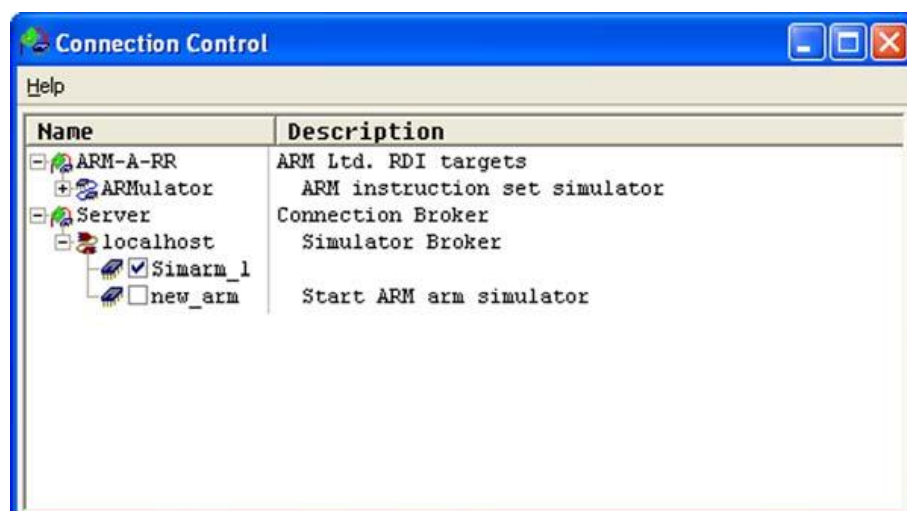 Connection Control
Help
Name Description
ARM-A-RR ARM Ltd. RDI targets
ARMulator ARM instruction set simulator
Server Connection Broker
localhost Simulator Broker
Simarm_1
new_arm Start ARM arm simulator